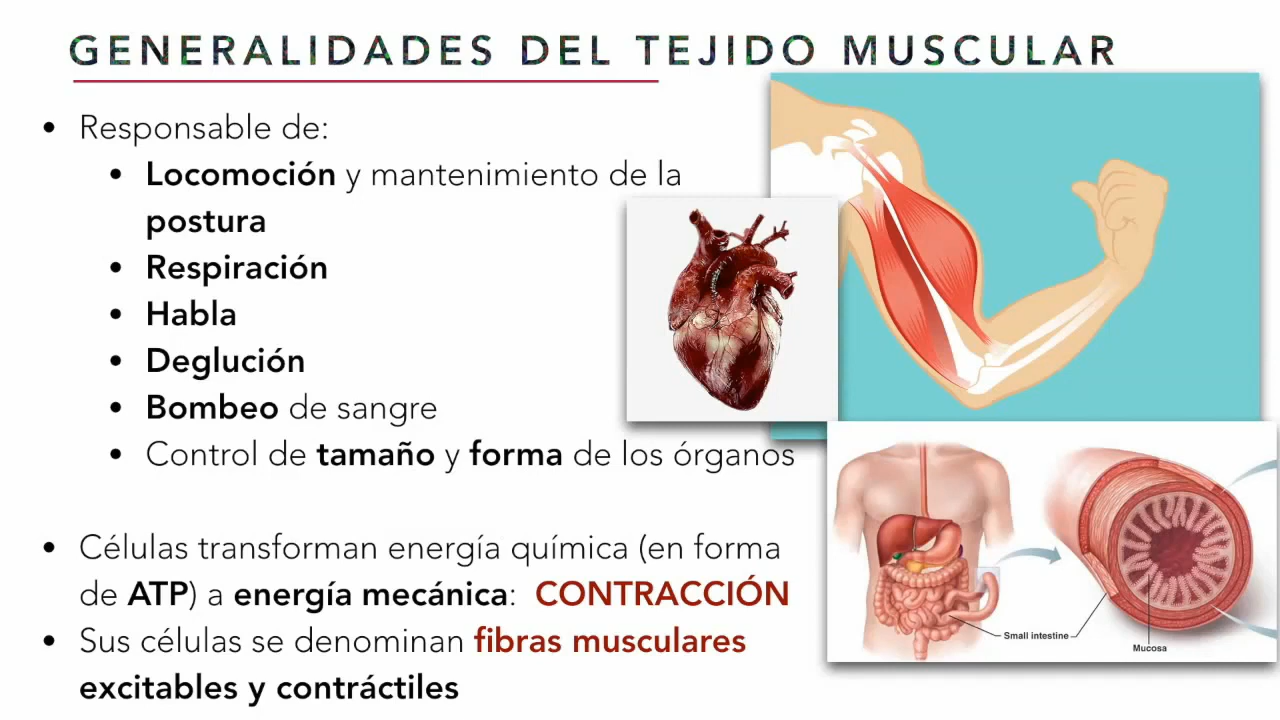 GENERALIDADES DEL TEJIDO MUSCULAR
• Responsable de:
• Locomoción y mantenimiento de la
postura
• Respiración
• Habla
• Deglución
• Bombeo de sangre
• Control de tamaño y forma de los órganos
• Células transforman energía química (en forma
de ATP) a energía mecánica: CONTRACCIÓN
• Sus células se denominan fibras musculares
excitables y contráctiles
Small intestine
Mucosa